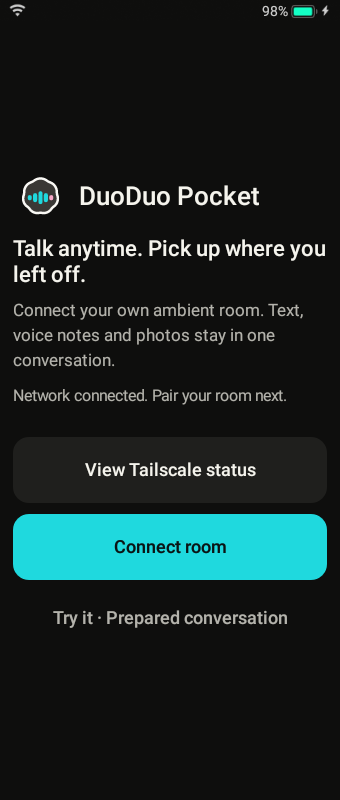 98%
DuoDuo Pocket
Talk anytime. Pick up where you
left off.
Connect your own ambient room. Text,
voice notes and photos stay in one
conversation.
Network connected. Pair your room next.
View Tailscale status
Connect room
Try it · Prepared conversation